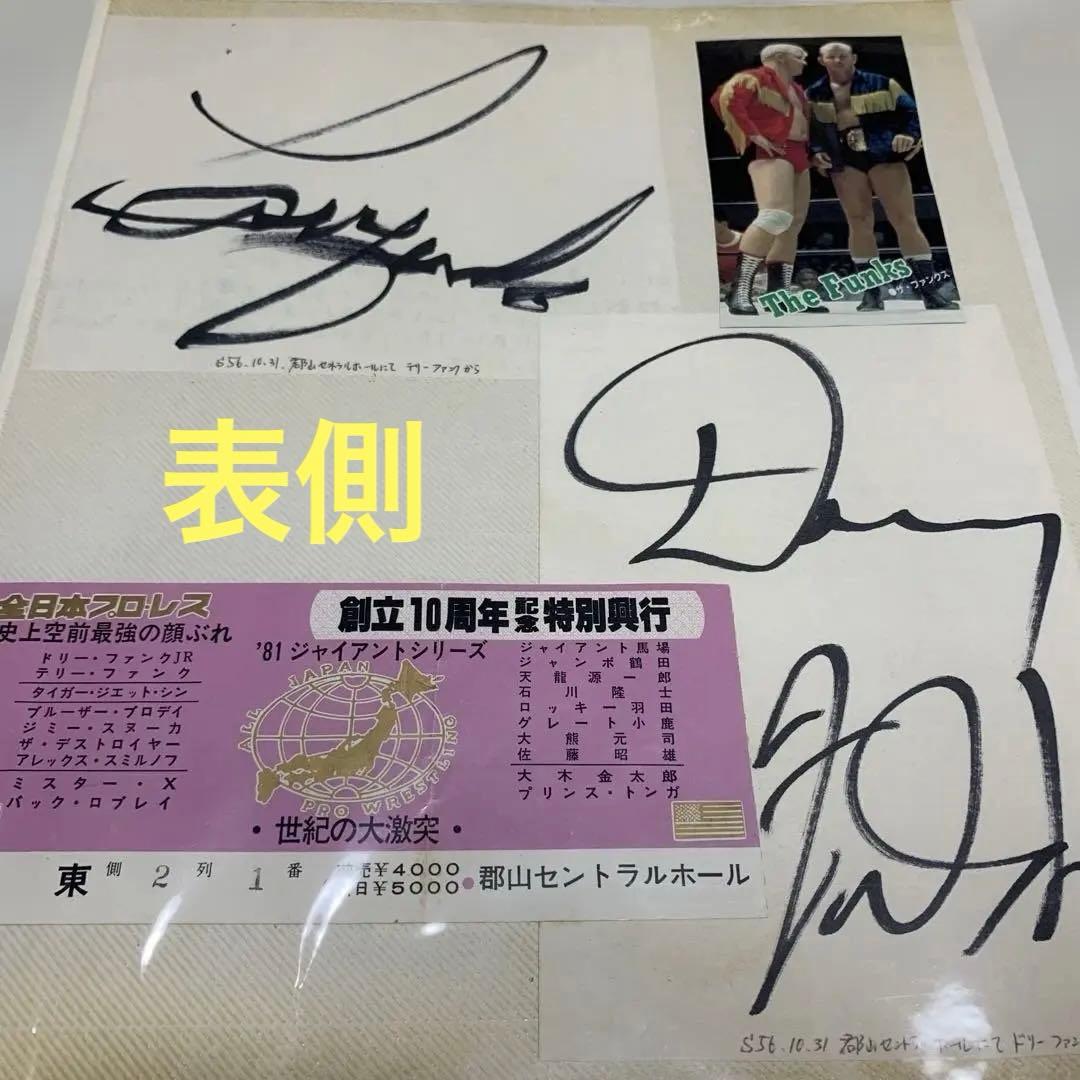 Terry Funk
S56.10.31. 郡山セントラルホールにて テリーファンクから
The Funks
●ザ・ファンクス
表側
Dory
Funk Jr
全日本プロレス
史上空前最強の顔ぶれ
ドリー・ファンクJR
テリー・ファンク
タイガー・ジェット・シン
ブルーザー・ブロデイ
ジミー・スヌーカ
ザ・デストロイヤー
アレックス・スミルノフ
ミスター・X
バック・ロブレイ
創立10周年記念特別興行
'81 ジャイアントシリーズ
ALL JAPAN PRO WRESTLING
・世紀の大激突・
ジャイアント馬場
ジャンボ鶴田
天龍源一郎
石川隆士
ロッキー羽田
グレート小鹿
大熊元司
佐藤昭雄
大木金太郎
プリンス・トンガ
東側2列1番
売¥4000
日¥5000
●郡山セントラルホール
S56.10.31 郡山セントラルホールにて ドリーファン